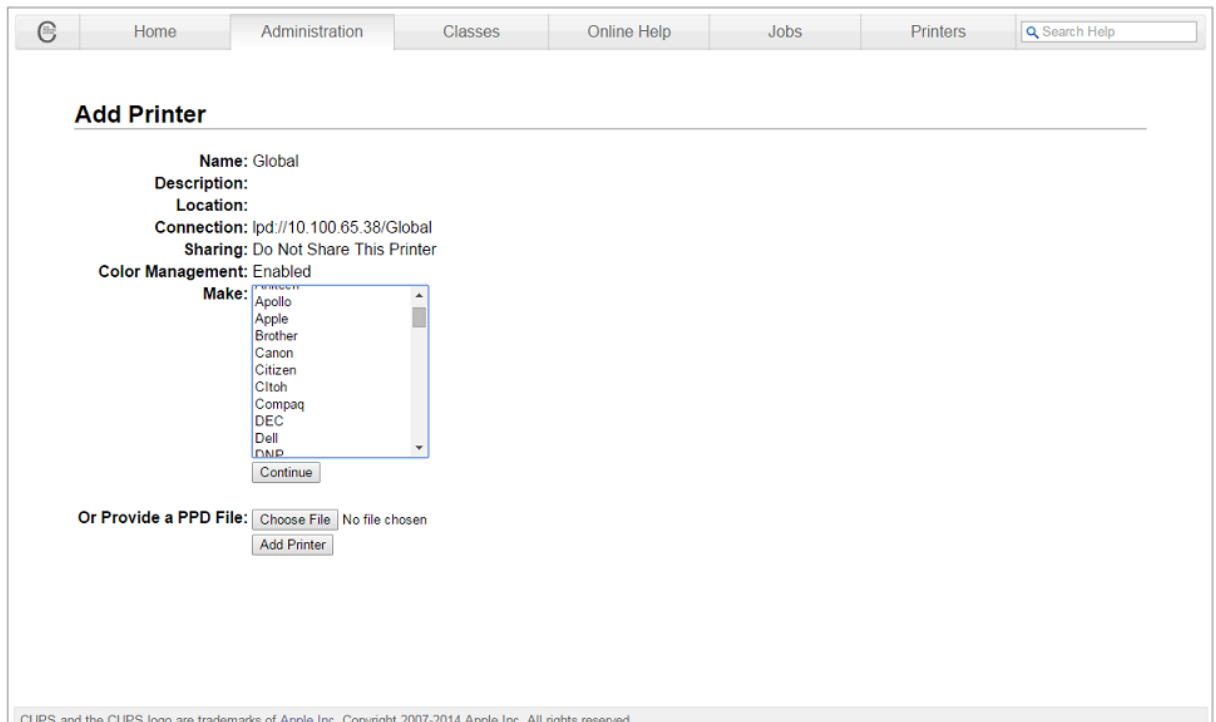 Home Administration Classes Online Help Jobs Printers Search Help
Add Printer
Name: Global
Description:
Location:
Connection: lpd://10.100.65.38/Global
Sharing: Do Not Share This Printer
Color Management: Enabled
Make:
Apollo
Apple
Brother
Canon
Citizen
CItoh
Compaq
DEC
Dell
DNP
Continue
Or Provide a PPD File: Choose File No file chosen
Add Printer
CUPS and the CUPS logo are trademarks of Apple Inc. Copyright 2007-2014 Apple Inc. All rights reserved.